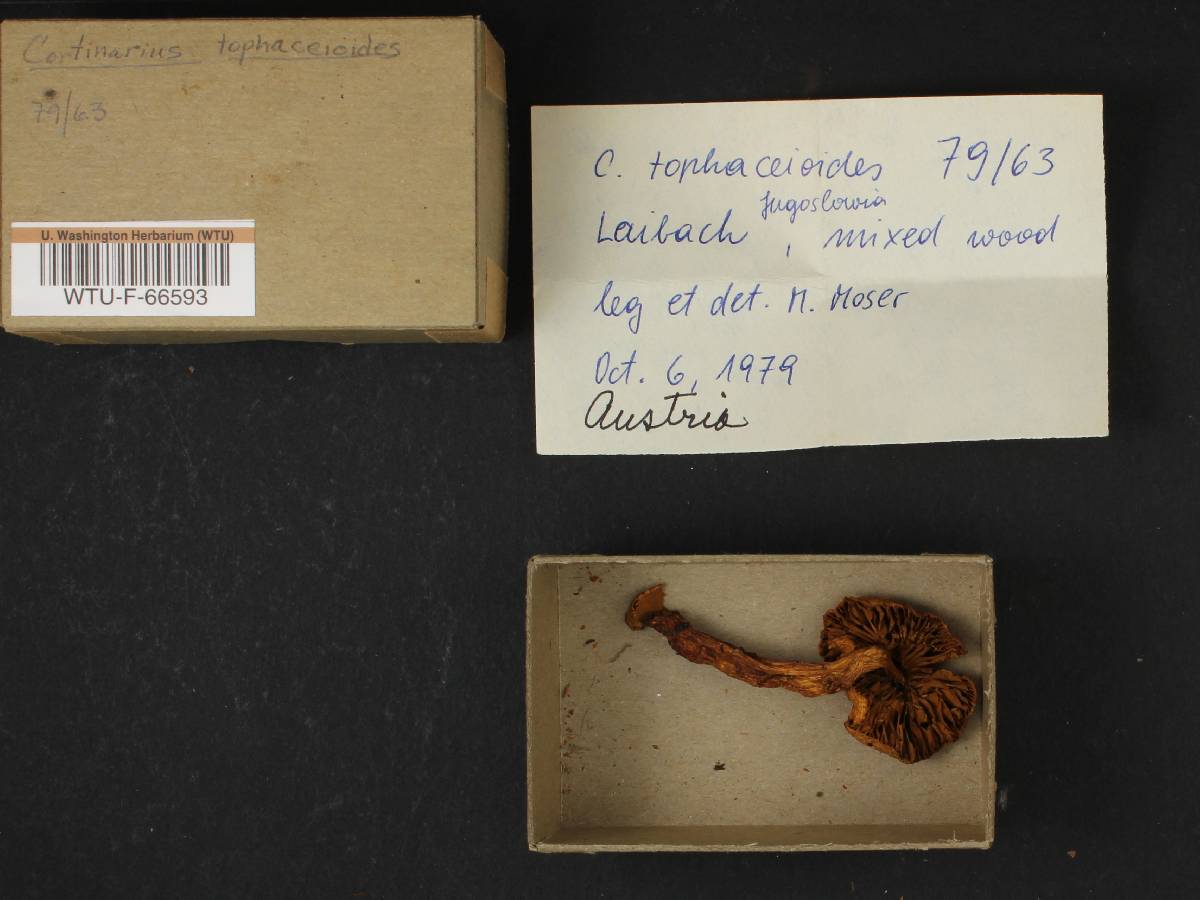 Cortinarius tophaceioides
79/63
U. Washington Herbarium (WTU)
WTU-F-66593
C. tophaceioides 79/63
Jugoslowia
Laibach, mixed wood
leg et det. M. Moser
Oct. 6, 1979
Austria